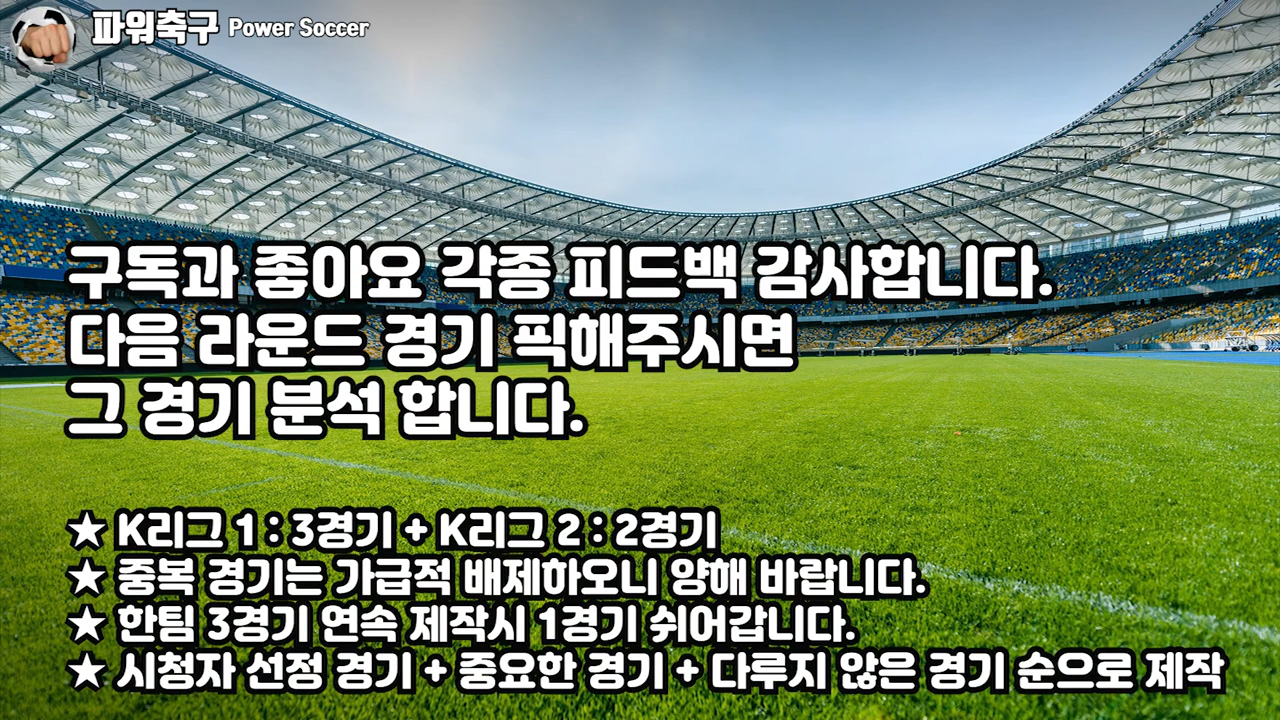 파워축구 Power Soccer
구독과 좋아요 각종 피드백 감사합니다.
다음 라운드 경기 픽해주시면
그 경기 분석 합니다.
★ K리그 1 : 3경기 + K리그 2 : 2경기
★ 중복 경기는 가급적 배제하오니 양해 바랍니다.
★ 한팀 3경기 연속 제작시 1경기 쉬어갑니다.
★ 시청자 선정 경기 + 중요한 경기 + 다루지 않은 경기 순으로 제작